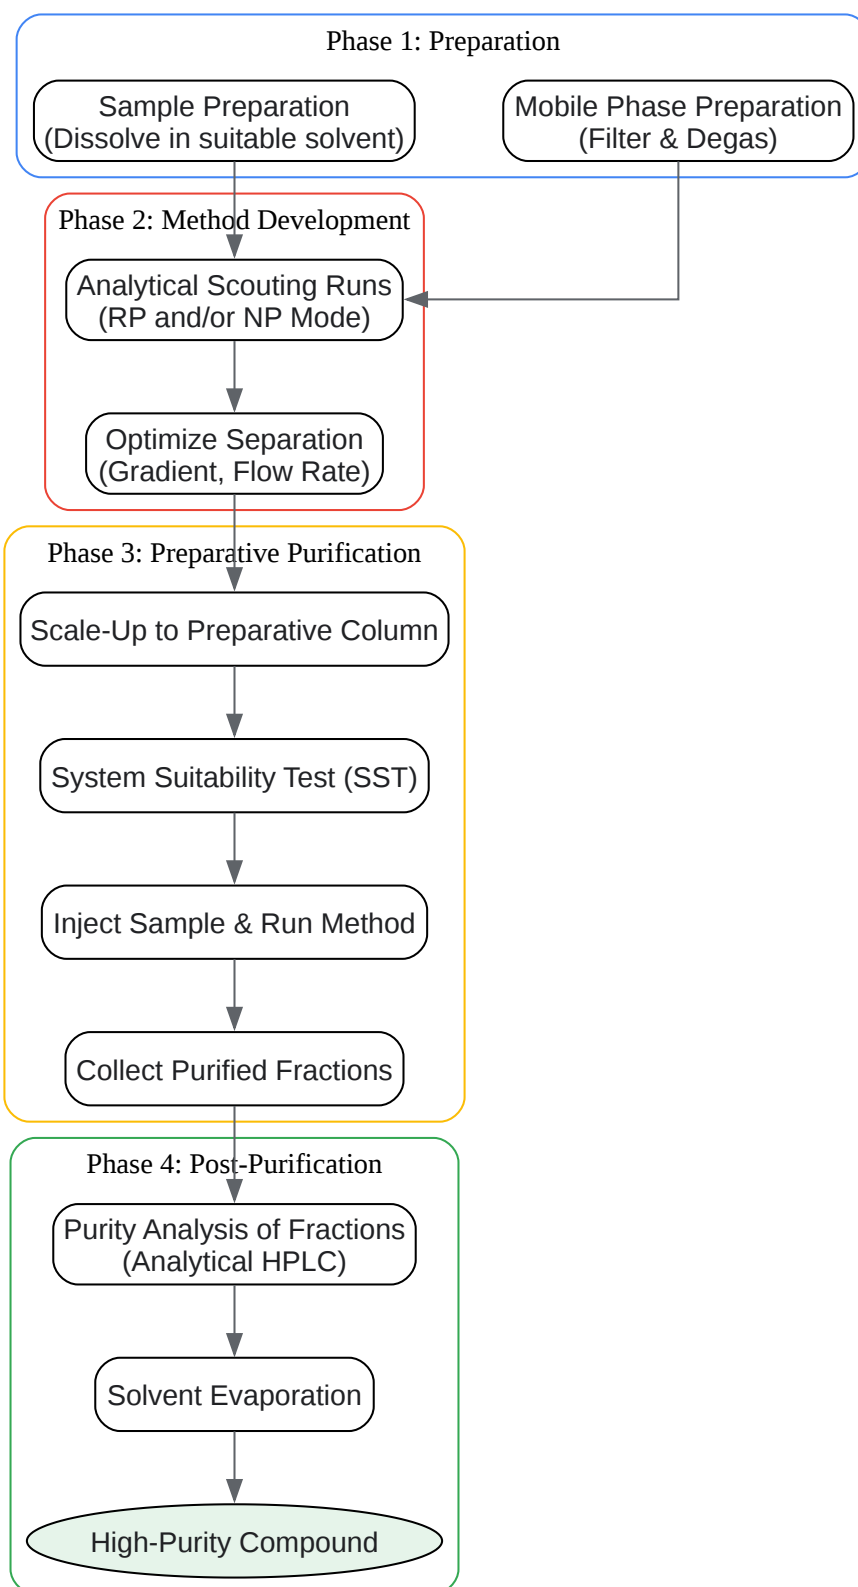 Phase 1: Preparation
Sample Preparation
(Dissolve in suitable solvent)
Mobile Phase Preparation
(Filter & Degas)
Phase 2: Method Development
Analytical Scouting Runs
(RP and/or NP Mode)
Optimize Separation
(Gradient, Flow Rate)
Phase 3: Preparative Purification
Scale-Up to Preparative Column
System Suitability Test (SST)
Inject Sample & Run Method
Collect Purified Fractions
Phase 4: Post-Purification
Purity Analysis of Fractions
(Analytical HPLC)
Solvent Evaporation
High-Purity Compound